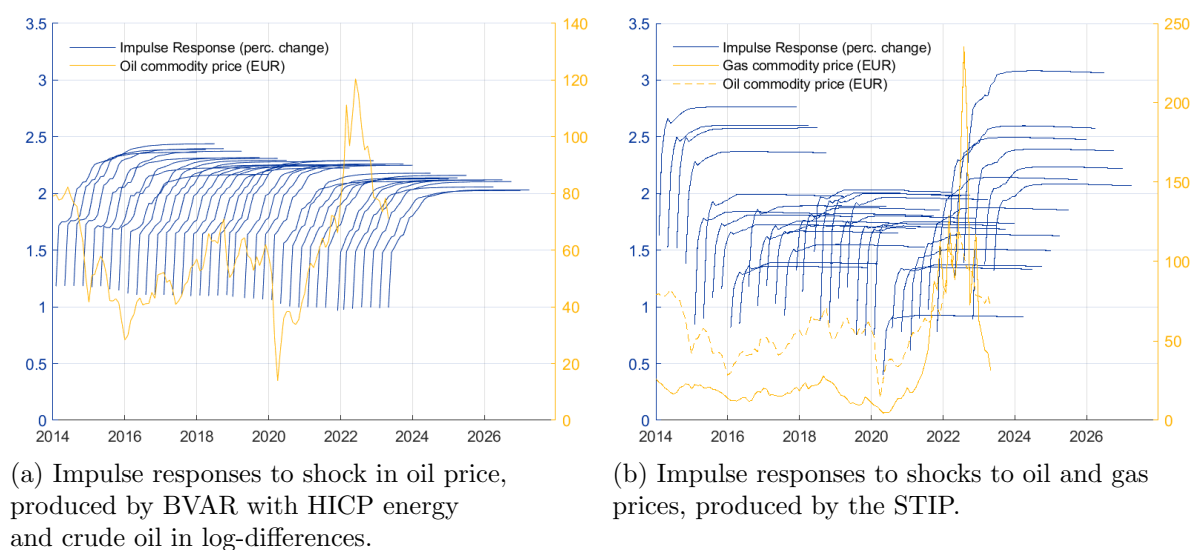 3.5
3
2.5
2
1.5
1
0.5
0
140
120
100
80
60
40
20
0
Impulse Response (perc. change)
Oil commodity price (EUR)
2014 2016 2018 2020 2022 2024 2026
3.5
3
2.5
2
1.5
1
0.5
0
250
200
150
100
50
0
Impulse Response (perc. change)
Gas commodity price (EUR)
Oil commodity price (EUR)
2014 2016 2018 2020 2022 2024 2026
(a) Impulse responses to shock in oil price,
produced by BVAR with HICP energy
and crude oil in log-differences.
(b) Impulse responses to shocks to oil and gas
prices, produced by the STIP.